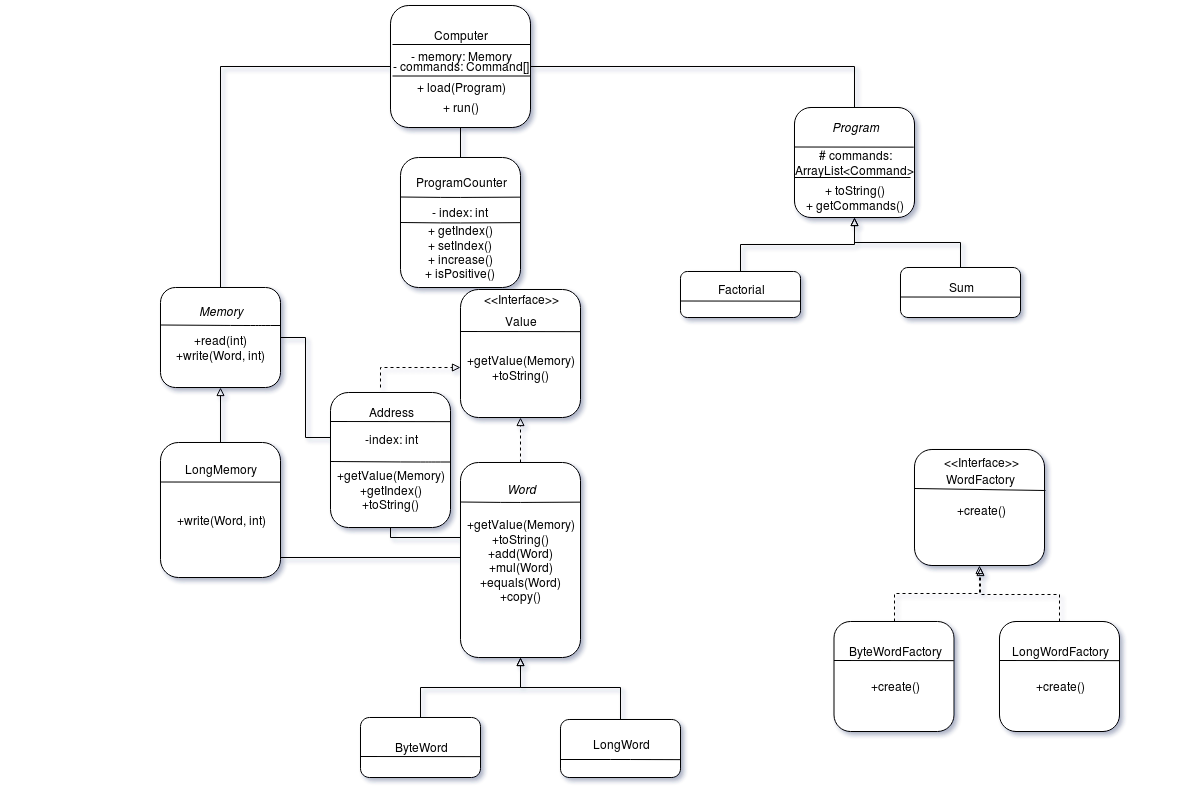 Computer
- memory: Memory
- commands: Command[]
+ load(Program)
+ run()
Program
# commands:
ArrayList<Command>
+ toString()
+ getCommands()
ProgramCounter
- index: int
+ getIndex()
+ setIndex()
+ increase()
+ isPositive()
Factorial
Sum
Memory
+read(int)
+write(Word, int)
<<Interface>>
Value
+getValue(Memory)
+toString()
Address
-index: int
+getValue(Memory)
+getIndex()
+toString()
LongMemory
+write(Word, int)
Word
+getValue(Memory)
+toString()
+add(Word)
+mul(Word)
+equals(Word)
+copy()
<<Interface>>
WordFactory
+create()
ByteWordFactory
+create()
LongWordFactory
+create()
ByteWord
LongWord